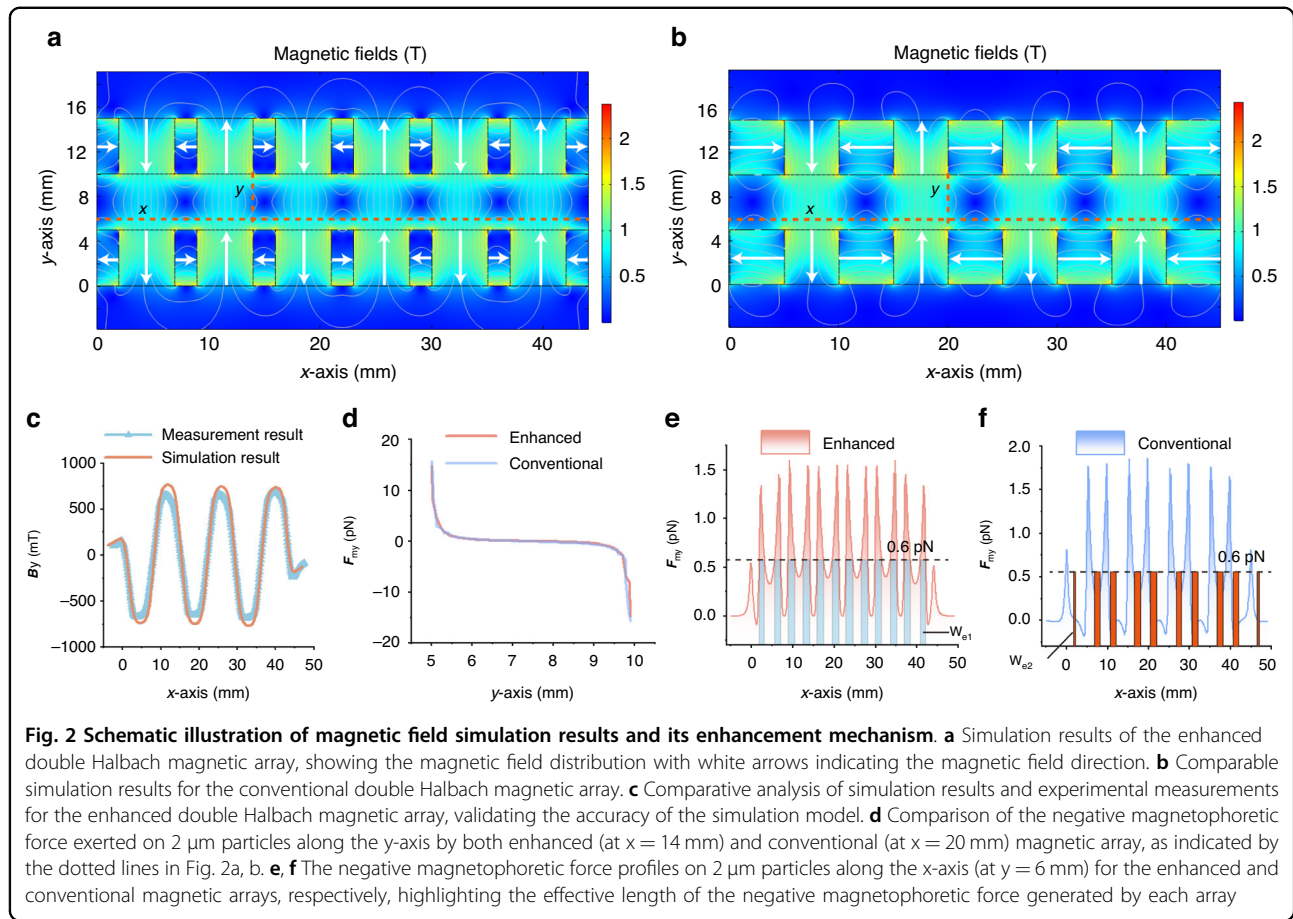 a
Magnetic fields (T)
16
12
8
4
0
y-axis (mm)
y
x
0 10 20 30 40
x-axis (mm)
2
1.5
1
0.5
b
Magnetic fields (T)
16
12
8
4
0
y-axis (mm)
y
x
0 10 20 30 40
x-axis (mm)
2
1.5
1
0.5
c
Measurement result
Simulation result
1000
500
0
−500
−1000
By (mT)
0 10 20 30 40 50
x-axis (mm)
d
Enhanced
Conventional
20
15
10
0
−10
−20
Fmy (pN)
5 6 7 8 9 10
y-axis (mm)
e
Enhanced
1.5
1.0
0.5
0.0
Fmy (pN)
0.6 pN
We1
0 10 20 30 40 50
x-axis (mm)
f
Conventional
2.0
1.5
1.0
0.5
0.0
Fmy (pN)
0.6 pN
We2
0 10 20 30 40 50
x-axis (mm)
Fig. 2 Schematic illustration of magnetic field simulation results and its enhancement mechanism. a Simulation results of the enhanced
double Halbach magnetic array, showing the magnetic field distribution with white arrows indicating the magnetic field direction. b Comparable
simulation results for the conventional double Halbach magnetic array. c Comparative analysis of simulation results and experimental measurements
for the enhanced double Halbach magnetic array, validating the accuracy of the simulation model. d Comparison of the negative magnetophoretic
force exerted on 2 μm particles along the y-axis by both enhanced (at x = 14 mm) and conventional (at x = 20 mm) magnetic array, as indicated by
the dotted lines in Fig. 2a, b. e, f The negative magnetophoretic force profiles on 2 μm particles along the x-axis (at y = 6 mm) for the enhanced and
conventional magnetic arrays, respectively, highlighting the effective length of the negative magnetophoretic force generated by each array